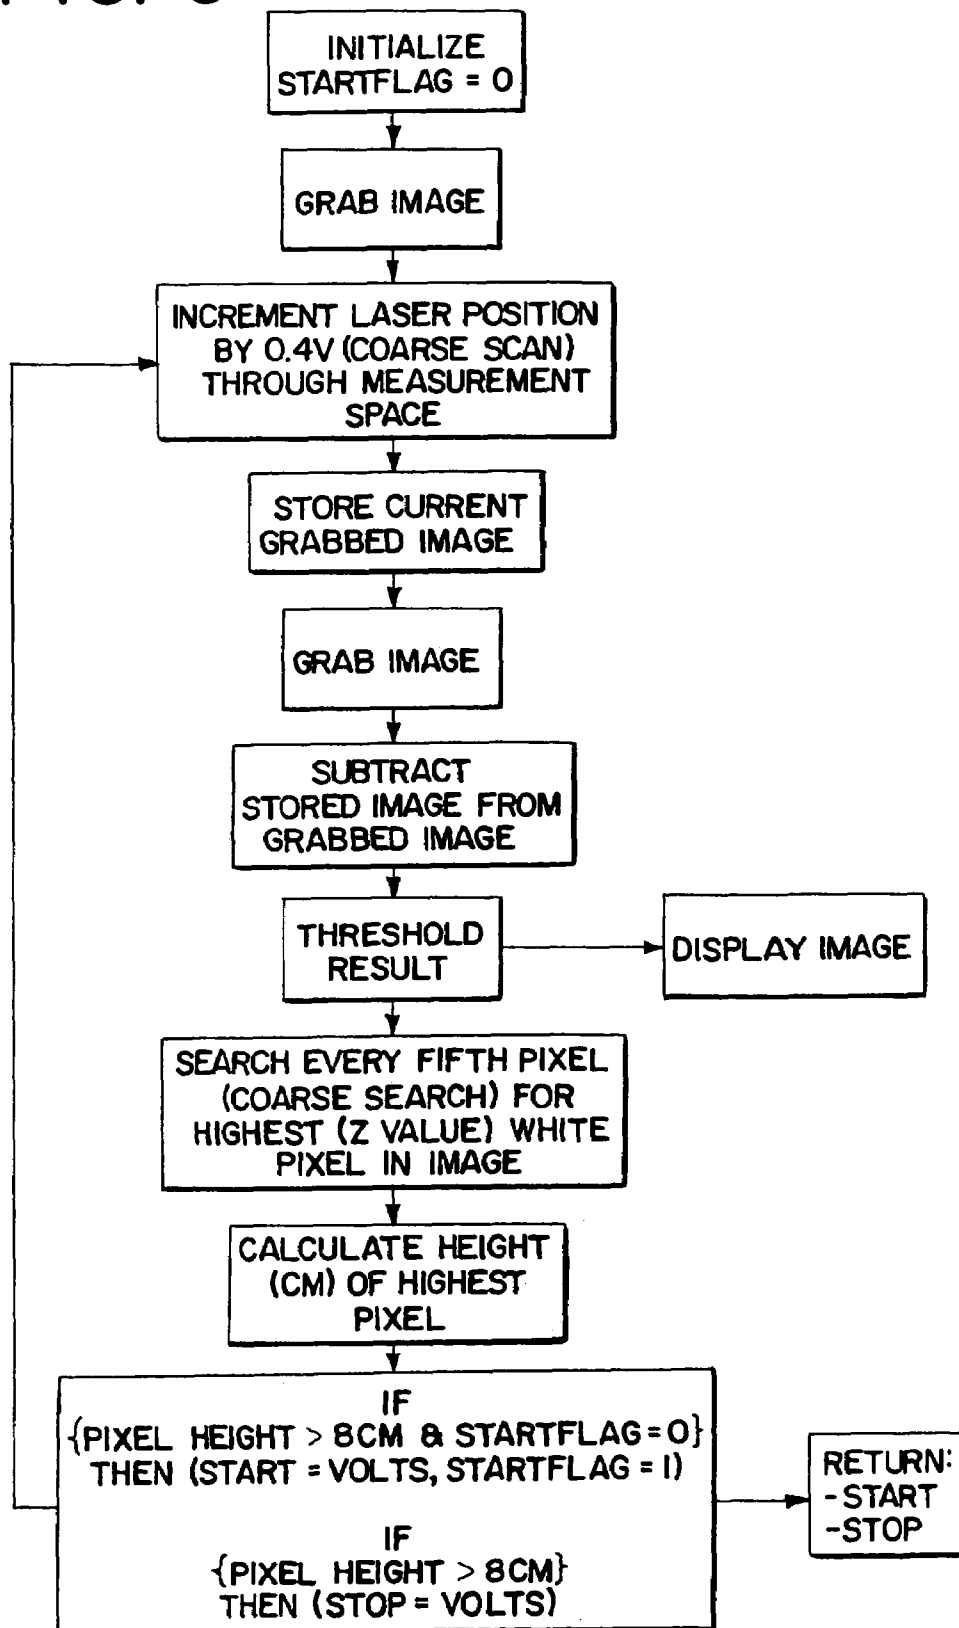 INITIALIZE
STARTFLAG = 0
GRAB IMAGE
INCREMENT LASER POSITION
BY 0.4V (COARSE SCAN)
THROUGH MEASUREMENT
SPACE
STORE CURRENT
GRABBED IMAGE
GRAB IMAGE
SUBTRACT
STORED IMAGE FROM
GRABBED IMAGE
THRESHOLD
RESULT
DISPLAY IMAGE
SEARCH EVERY FIFTH PIXEL
(COARSE SEARCH) FOR
HIGHEST (Z VALUE) WHITE
PIXEL IN IMAGE
CALCULATE HEIGHT
(CM) OF HIGHEST
PIXEL
IF
{PIXEL HEIGHT > 8CM & STARTFLAG = 0}
THEN (START = VOLTS, STARTFLAG = 1)
IF
{PIXEL HEIGHT > 8CM}
THEN (STOP = VOLTS)
RETURN:
-START
-STOP